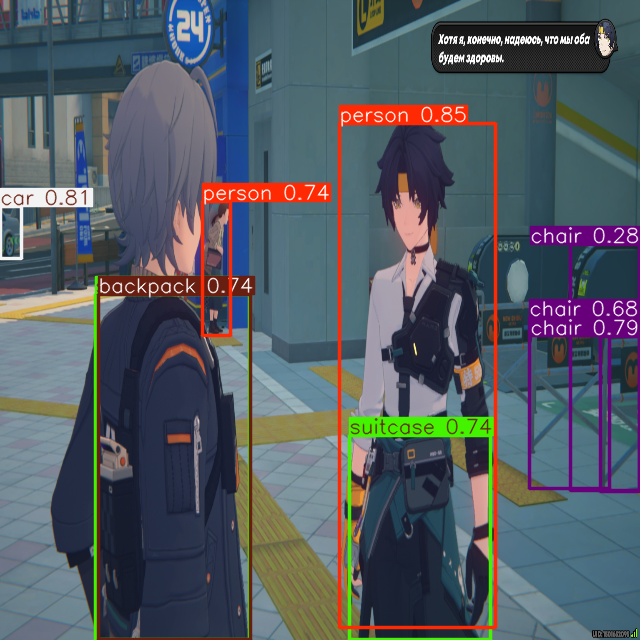 24
Хотя я, конечно, надеюсь, что мы оба
будем здоровы.
person 0.85
car 0.81
person 0.74
backpack 0.74
chair 0.28
chair 0.68
chair 0.79
suitcase 0.74